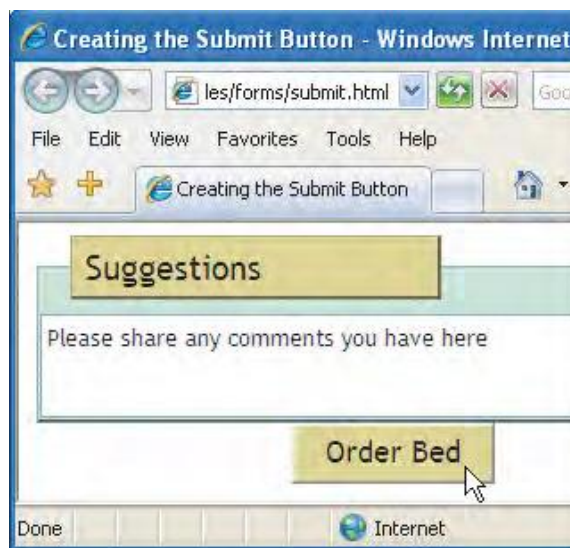 Creating the Submit Button - Windows Internet
les/forms/submit.html
Goo
File Edit View Favorites Tools Help
Creating the Submit Button
Suggestions
Please share any comments you have here
Order Bed
Done Internet